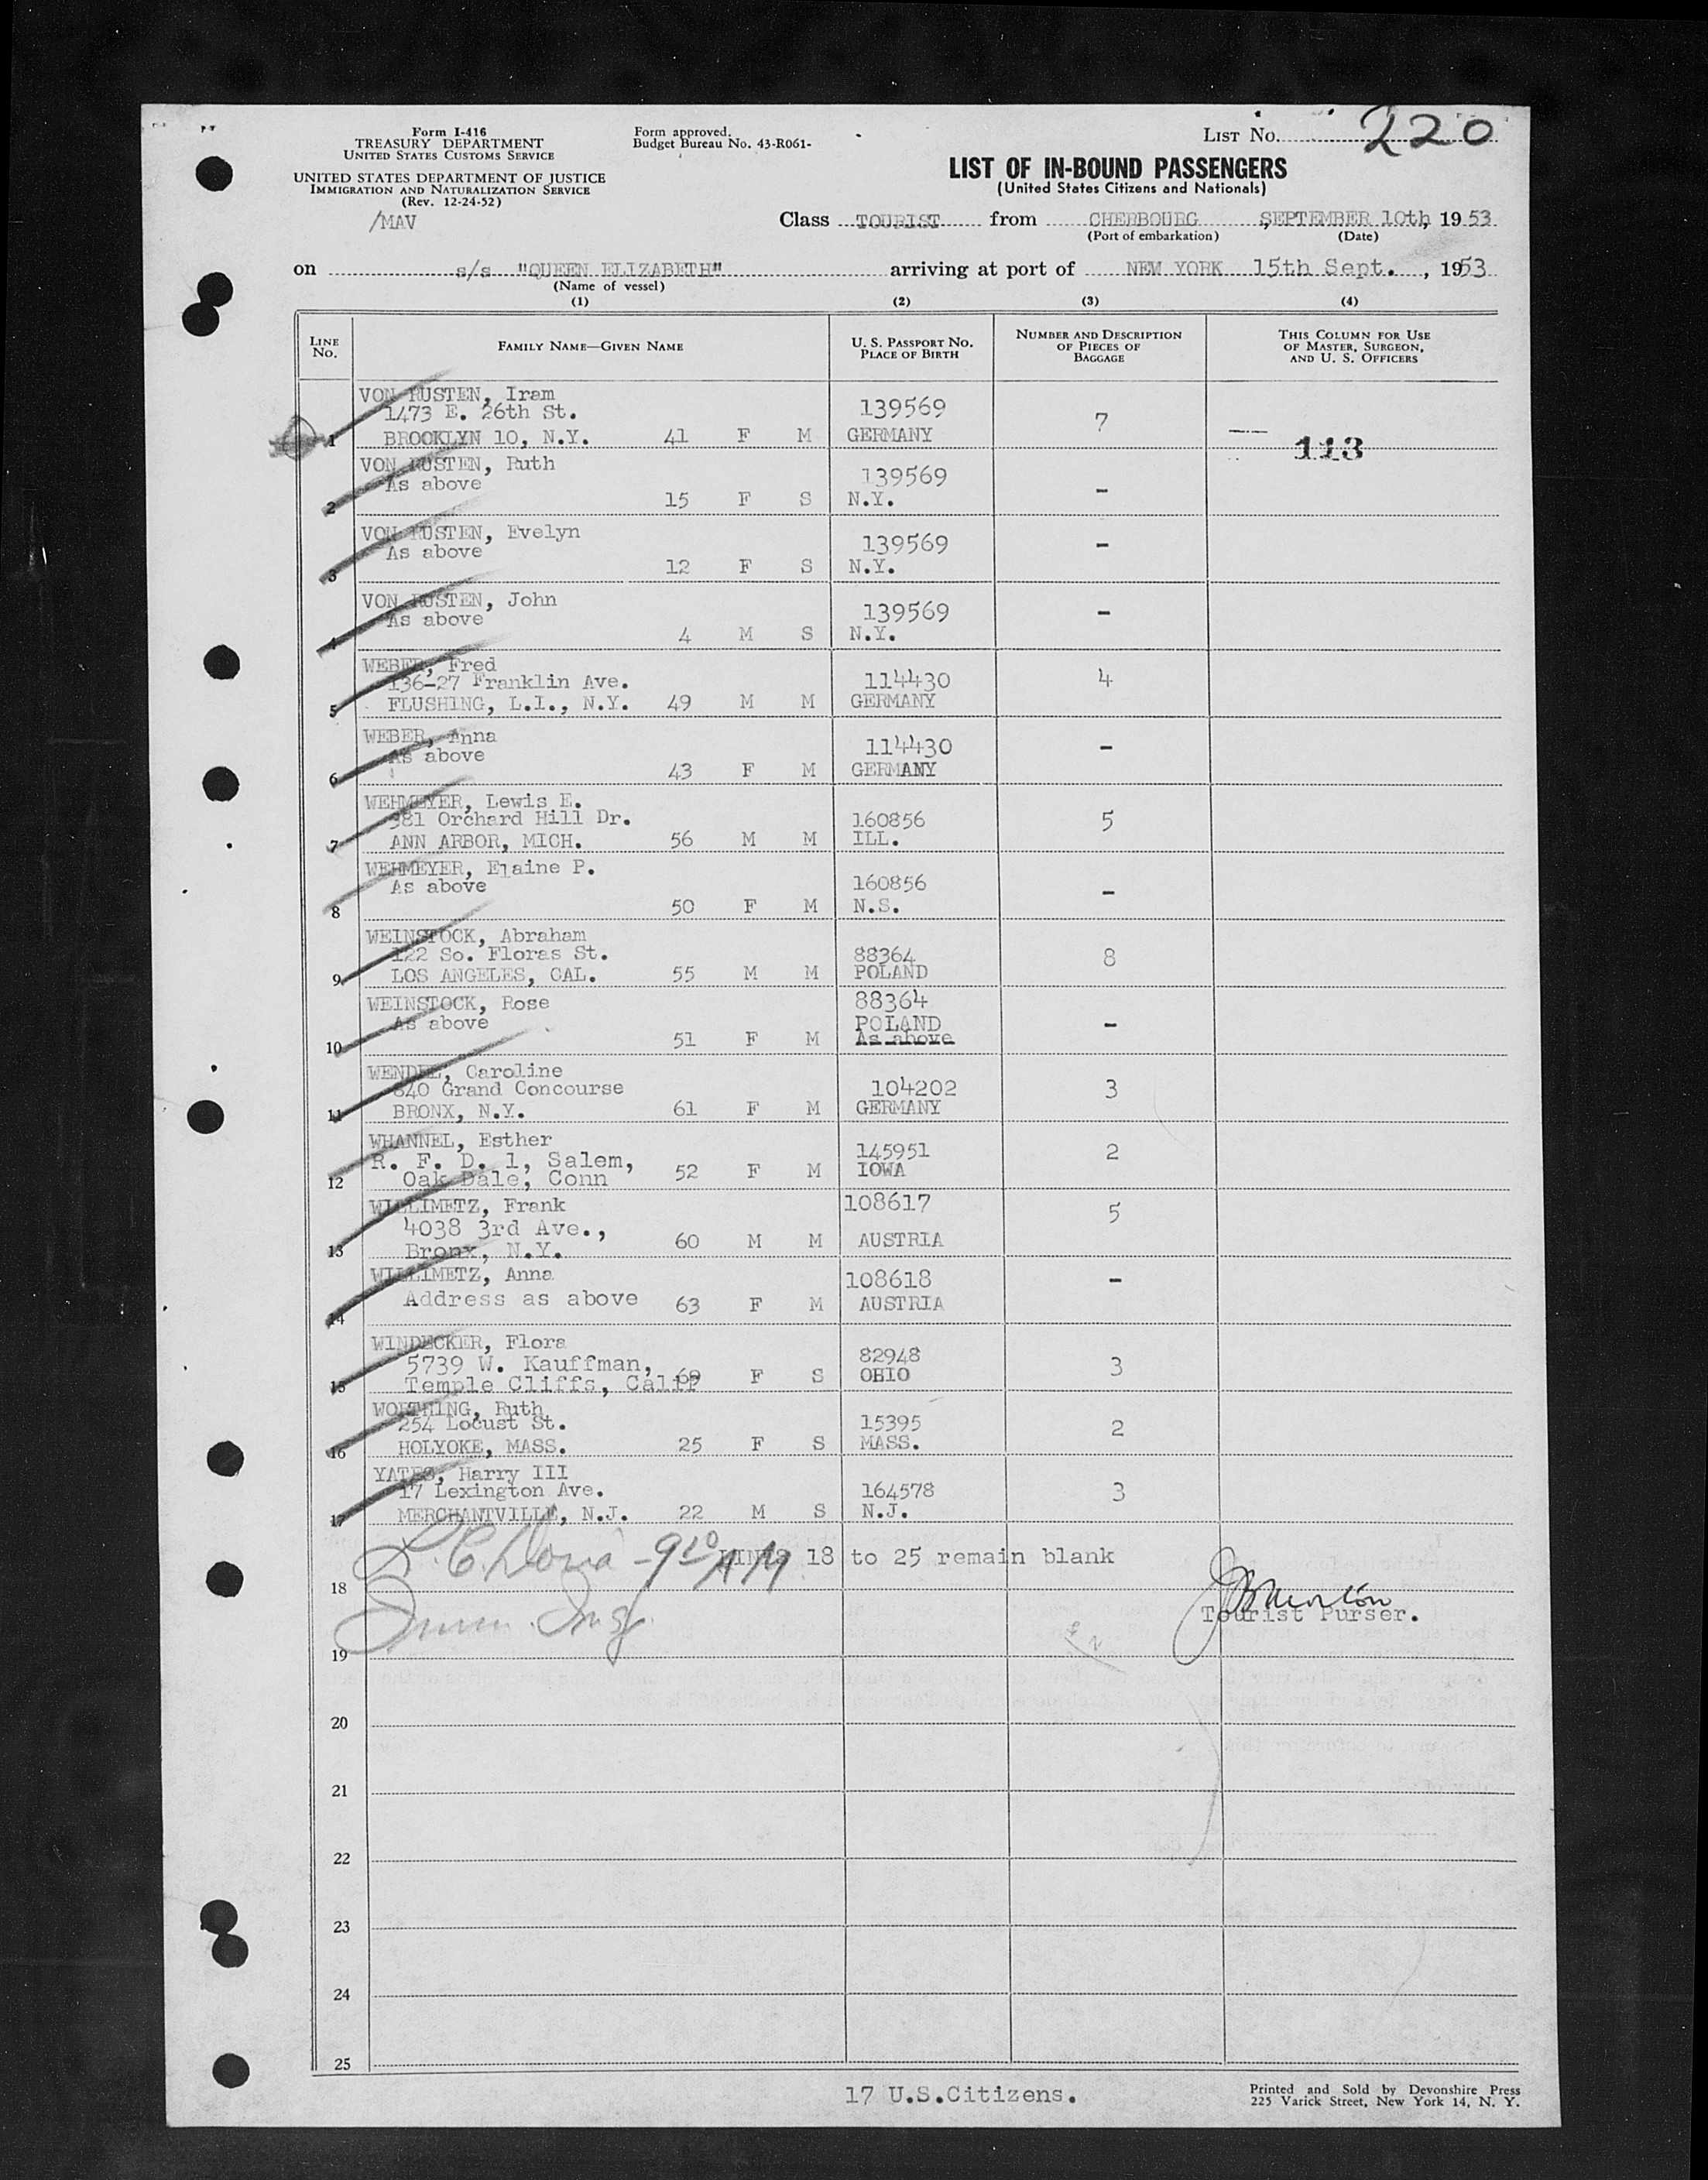 Form I-416
TREASURY DEPARTMENT
UNITED STATES CUSTOMS SERVICE
UNITED STATES DEPARTMENT OF JUSTICE
IMMIGRATION AND NATURALIZATION SERVICE
(Rev. 12-24-52)
/MAV
Form approved.
Budget Bureau No. 43-R061-
LIST No. 220
LIST OF IN-BOUND PASSENGERS
(United States Citizens and Nationals)
Class TOURIST from CHERBOURG, SEPTEMBER 10th, 1953
(Port of embarkation) (Date)
on s/s "QUEEN ELIZABETH" arriving at port of NEW YORK 15th Sept., 1953
(Name of vessel)
(1) (2) (3) (4)
LINE No. FAMILY NAME—GIVEN NAME U. S. PASSPORT NO. PLACE OF BIRTH NUMBER AND DESCRIPTION OF PIECES OF BAGGAGE THIS COLUMN FOR USE OF MASTER, SURGEON, AND U. S. OFFICERS
VON RUSTEN, Iram
1473 E. 26th St. 139569 7
1 BROOKLYN 10, N.Y. 41 F M GERMANY 113
VON RUSTEN, Ruth
As above 139569 -
2 15 F S N.Y.
VON RUSTEN, Evelyn
As above 139569 -
3 12 F S N.Y.
VON RUSTEN, John
As above 139569 -
4 4 M S N.Y.
WEBER, Fred
136-27 Franklin Ave. 114430 4
5 FLUSHING, L.I., N.Y. 49 M M GERMANY
WEBER, Anna
As above 114430 -
6 43 F M GERMANY
WEHMEYER, Lewis E.
381 Orchard Hill Dr. 160856 5
7 ANN ARBOR, MICH. 56 M M ILL.
WEHMEYER, Elaine P.
As above 160856 -
8 50 F M N.S.
WEINSTOCK, Abraham
122 So. Flores St. 88364 8
9 LOS ANGELES, CAL. 55 M M POLAND
WEINSTOCK, Rose 88364
As above POLAND -
10 51 F M As above
WENDEL, Caroline
840 Grand Concourse 104202 3
11 BRONX, N.Y. 61 F M GERMANY
WHANNEL, Esther
R. F. D. 1, Salem, 145951 2
12 Oak Dale, Conn 52 F M IOWA
WILLIMETZ, Frank 108617
4038 3rd Ave., 5
13 Bronx, N.Y. 60 M M AUSTRIA
WILLIMETZ, Anna 108618 -
14 Address as above 63 F M AUSTRIA
WINDECKER, Flora
5739 W. Kauffman, 82948 3
15 Temple Cliffs, Calif F S OHIO
WORTHING, Ruth
254 Locust St. 15395 2
16 HOLYOKE, MASS. 25 F S MASS.
YATES, Harry III
17 Lexington Ave. 164578 3
17 MERCHANTVILLE, N.J. 22 M S N.J.
9 10 AM LINES 18 to 25 remain blank
18
Tourist Purser.
Imm. Insp.
19
20
21
22
23
24
25
17 U.S.Citizens.
Printed and Sold by Devonshire Press
225 Varick Street, New York 14, N. Y.